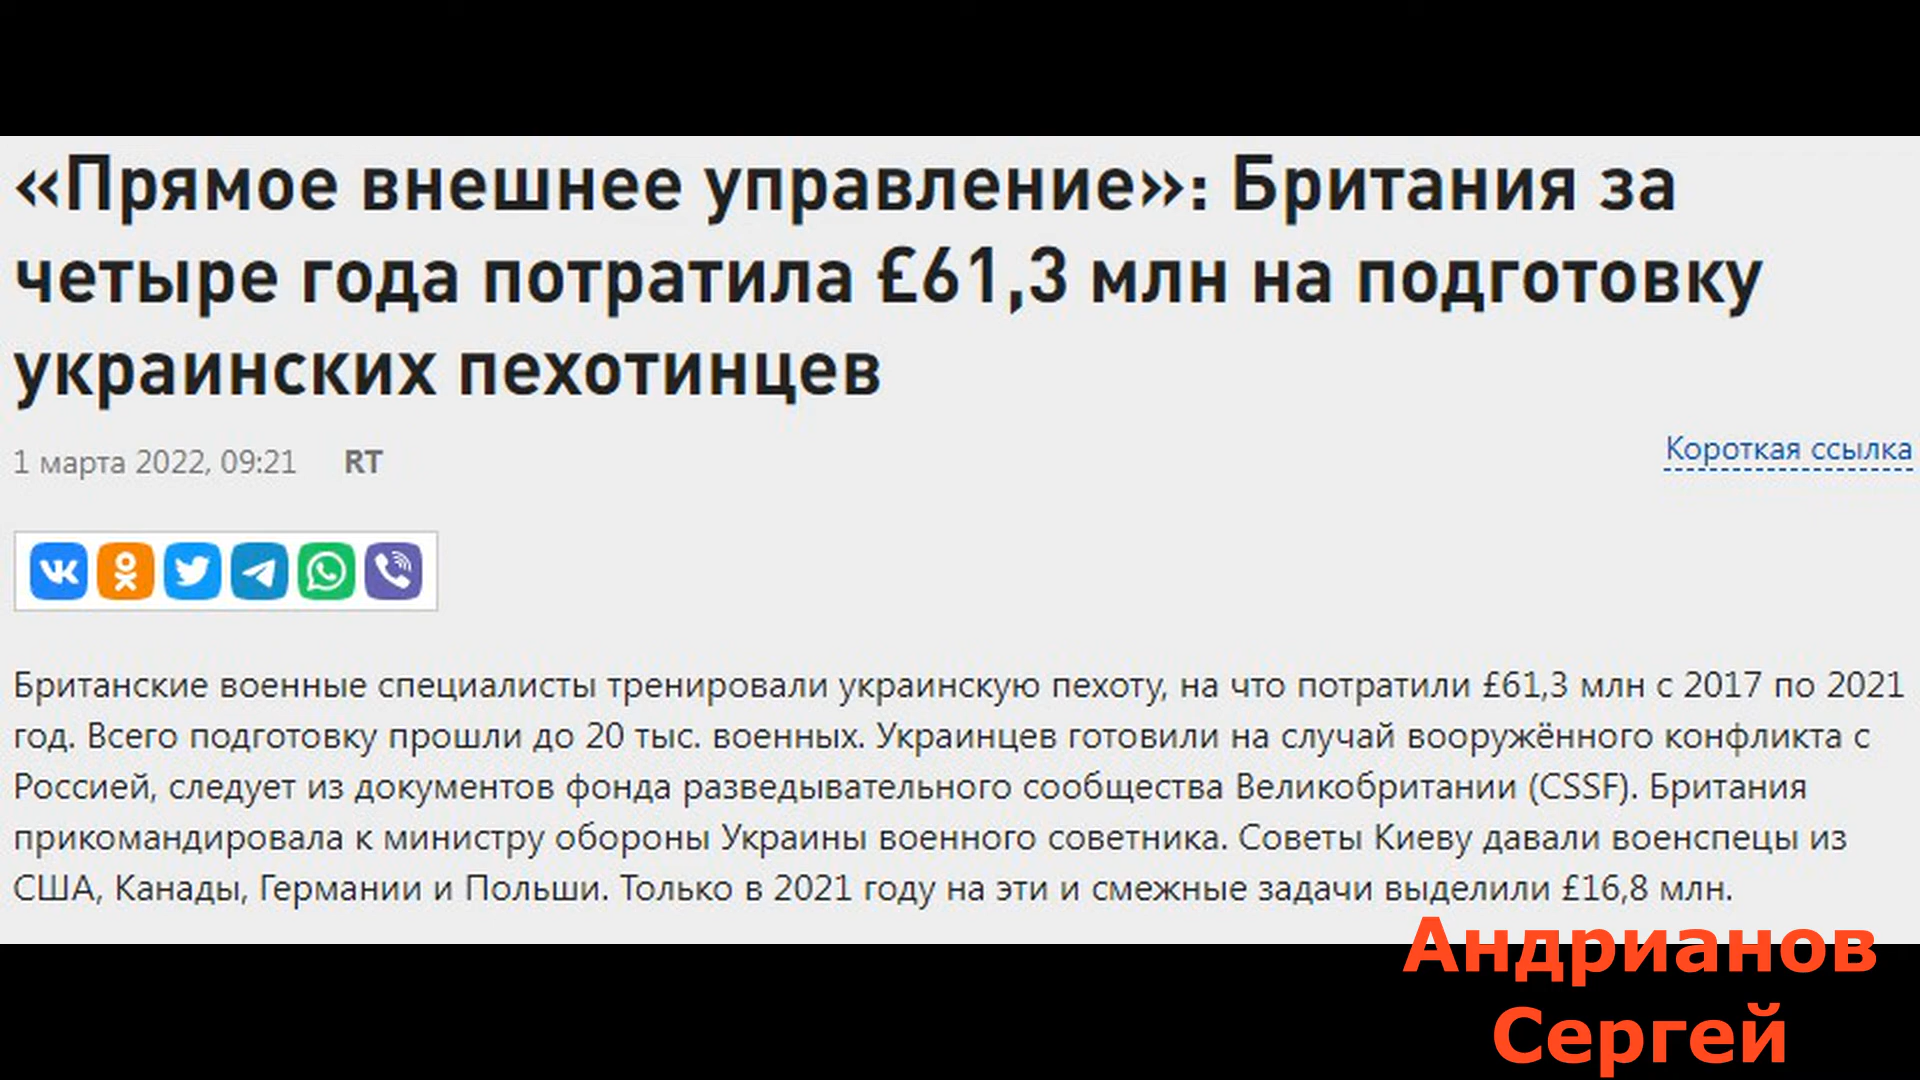 «Прямое внешнее управление»: Британия за
четыре года потратила £61,3 млн на подготовку
украинских пехотинцев
1 марта 2022, 09:21 RT
Короткая ссылка
Британские военные специалисты тренировали украинскую пехоту, на что потратили £61,3 млн с 2017 по 2021
год. Всего подготовку прошли до 20 тыс. военных. Украинцев готовили на случай вооружённого конфликта с
Россией, следует из документов фонда разведывательного сообщества Великобритании (CSSF). Британия
прикомандировала к министру обороны Украины военного советника. Советы Киеву давали военспецы из
США, Канады, Германии и Польши. Только в 2021 году на эти и смежные задачи выделили £16,8 млн.
Андрианов
Сергей